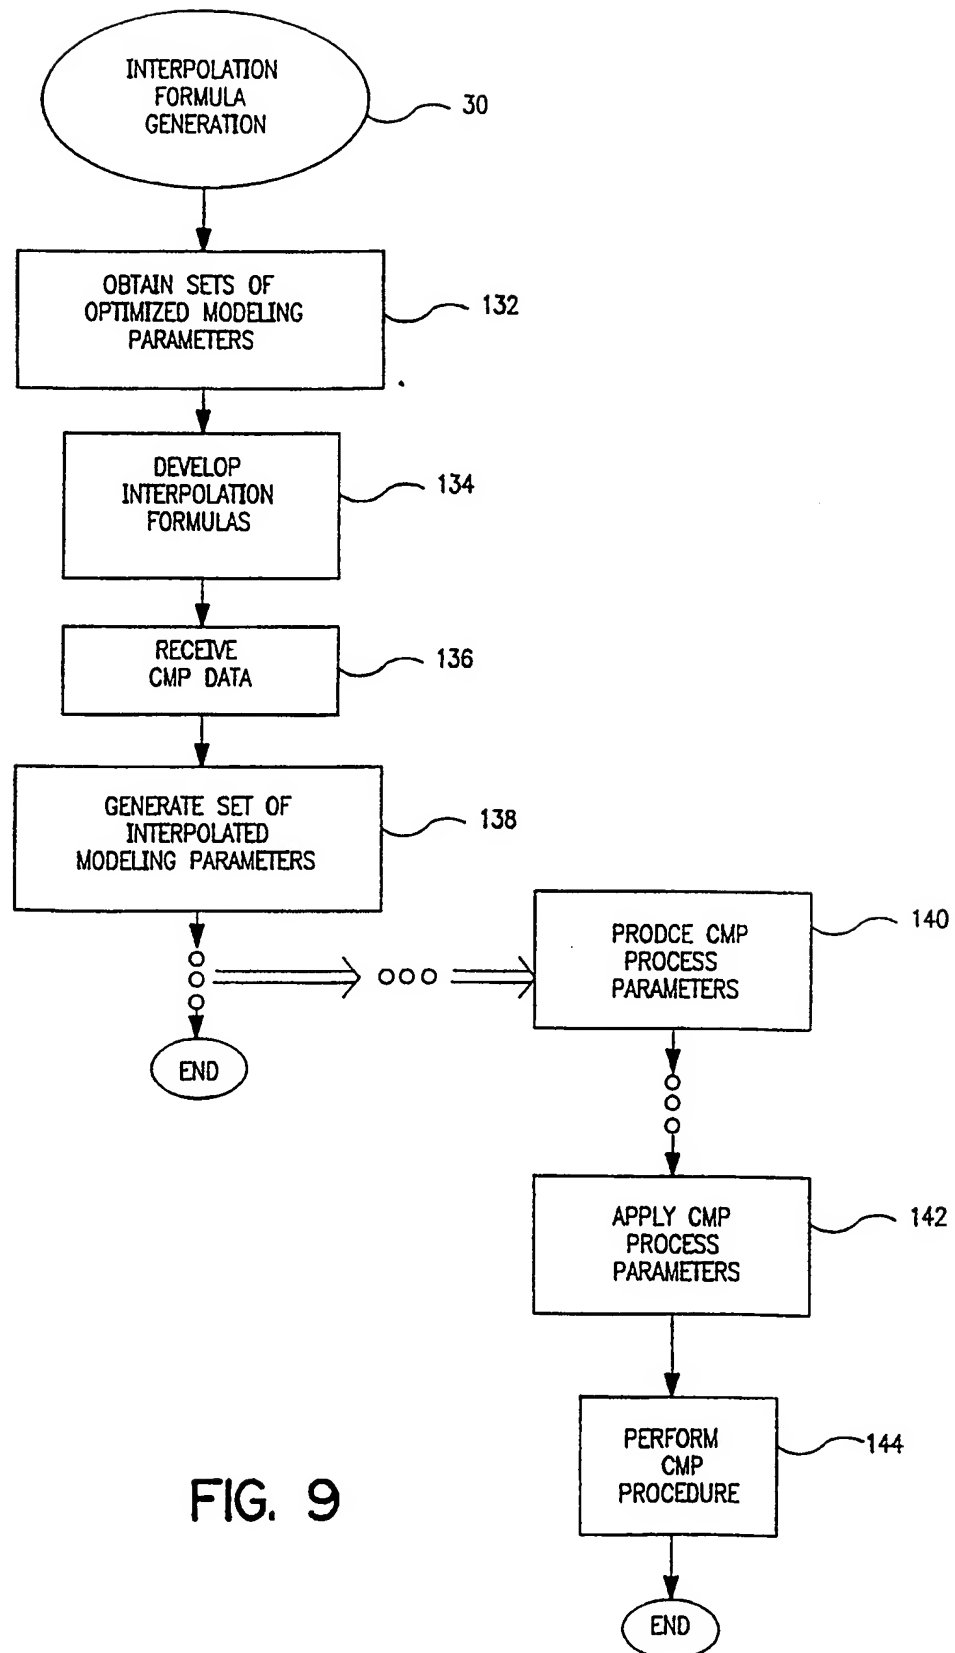 INTERPOLATION
FORMULA
GENERATION
30
OBTAIN SETS OF
OPTIMIZED MODELING
PARAMETERS
132
DEVELOP
INTERPOLATION
FORMULAS
134
RECEIVE
CMP DATA
136
GENERATE SET OF
INTERPOLATED
MODELING PARAMETERS
138
END
PRODCE CMP
PROCESS
PARAMETERS
140
APPLY CMP
PROCESS
PARAMETERS
142
PERFORM
CMP
PROCEDURE
144
END
FIG. 9